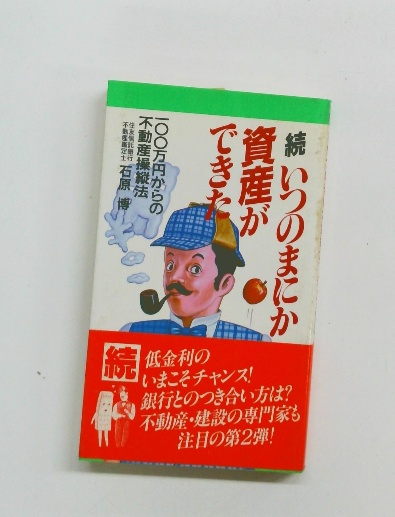 続
いつのまにか
資産が
できた
一〇〇万円からの
不動産操縦法
住友信託銀行
不動産鑑定士
石原 博
続
低金利の
いまこそチャンス!
銀行とのつき合い方は?
不動産・建設の専門家も
注目の第2弾!